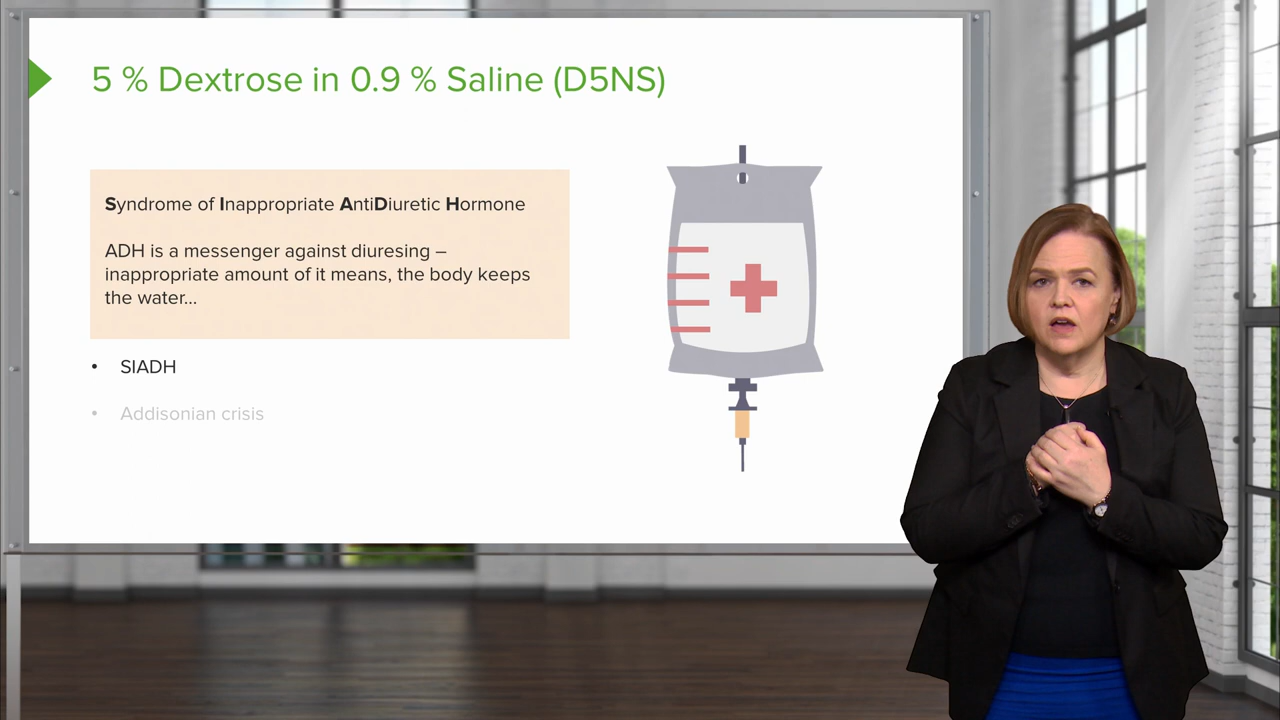 5 % Dextrose in 0.9 % Saline (D5NS)
Syndrome of Inappropriate AntiDiuretic Hormone
ADH is a messenger against diuresing –
inappropriate amount of it means, the body keeps
the water...
• SIADH
• Addisonian crisis